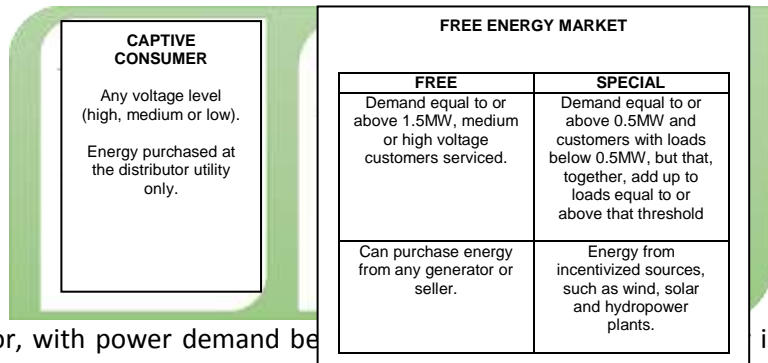 CAPTIVE
CONSUMER
Any voltage level
(high, medium or low).
Energy purchased at
the distributor utility
only.
FREE ENERGY MARKET
FREE
Demand equal to or
above 1.5MW, medium
or high voltage
customers serviced.
SPECIAL
Demand equal to or
above 0.5MW and
customers with loads
below 0.5MW, but that,
together, add up to
loads equal to or
above that threshold
Can purchase energy
from any generator or
seller.
Energy from
incentivized sources,
such as wind, solar
and hydropower
plants.
with power demand